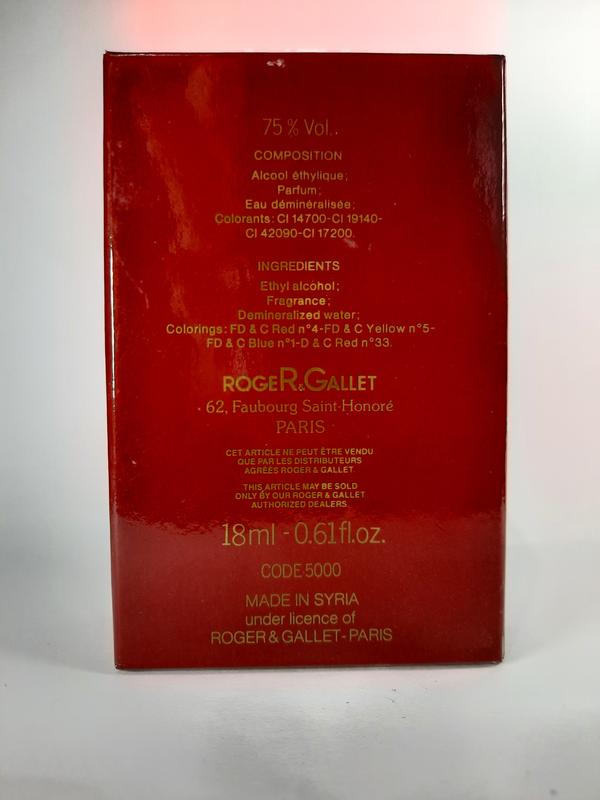 75 % Vol..
COMPOSITION
Alcool éthylique;
Parfum;
Eau déminéralisée;
Colorants: CI 14700-CI 19140-
CI 42090-CI 17200.
INGREDIENTS
Ethyl alcohol;
Fragrance;
Demineralized water;
Colorings: FD & C Red n°4-FD & C Yellow n°5-
FD & C Blue n°1-D & C Red n°33.
ROGER & GALLET
62, Faubourg Saint-Honoré
PARIS
CET ARTICLE NE PEUT ÊTRE VENDU
QUE PAR LES DISTRIBUTEURS
AGRÉÉS ROGER & GALLET
THIS ARTICLE MAY BE SOLD
ONLY BY OUR ROGER & GALLET
AUTHORIZED DEALERS
18ml - 0.61fl.oz.
CODE 5000
MADE IN SYRIA
under licence of
ROGER & GALLET-PARIS